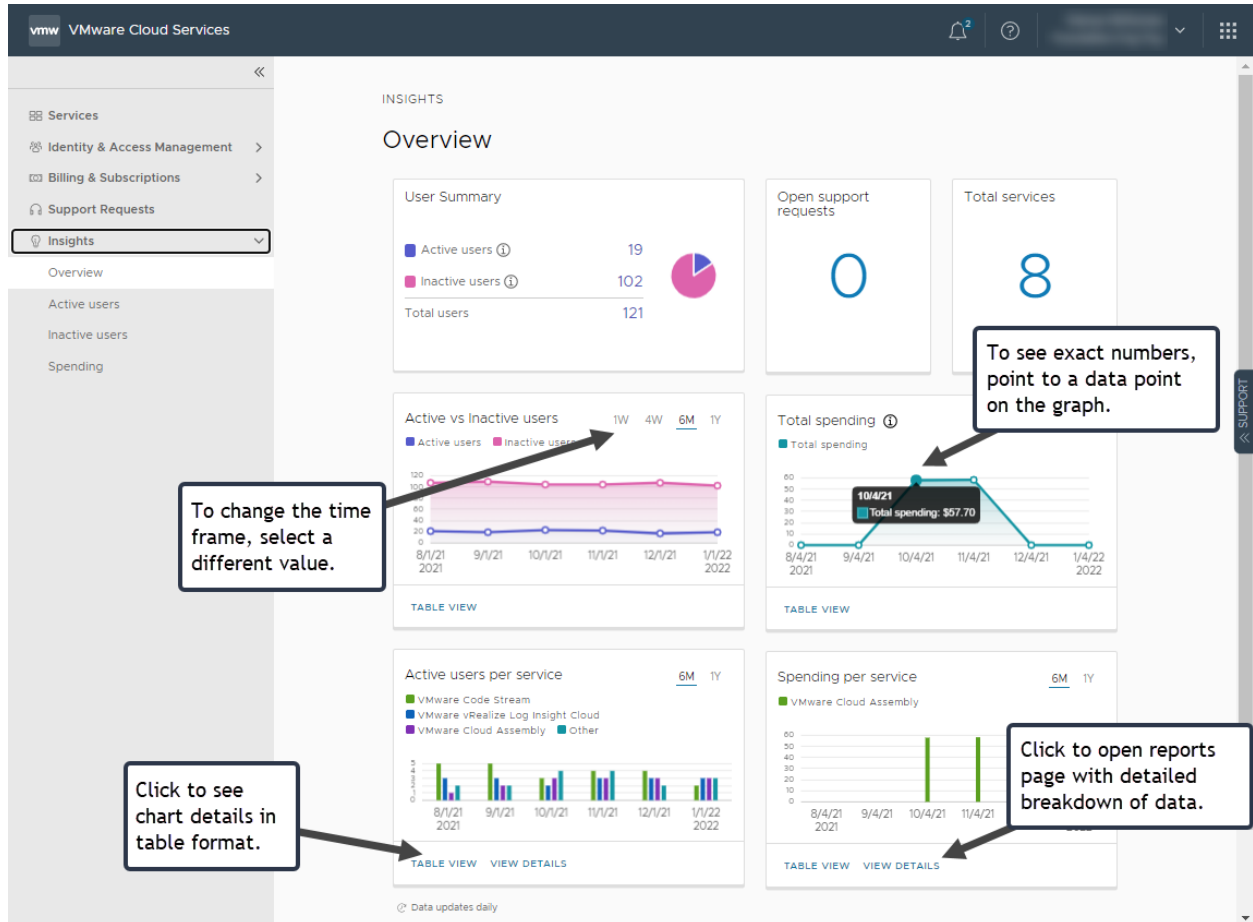 vmw VMware Cloud Services
2
Services
Identity & Access Management
Billing & Subscriptions
Support Requests
Insights
Overview
Active users
Inactive users
Spending
INSIGHTS
Overview
User Summary
Active users 19
Inactive users 102
Total users 121
Open support
requests
0
Total services
8
To see exact numbers,
point to a data point
on the graph.
SUPPORT
Active vs Inactive users
1W 4W 6M 1Y
Active users Inactive users
120
100
80
60
40
20
0
8/1/21 9/1/21 10/1/21 11/1/21 12/1/21 1/1/22
2021 2022
TABLE VIEW
To change the time
frame, select a
different value.
Total spending
Total spending
60
50
40
30
20
10
0
10/4/21
Total spending: $57.70
8/4/21 9/4/21 10/4/21 11/4/21 12/4/21 1/4/22
2021 2022
TABLE VIEW
Active users per service
6M 1Y
VMware Code Stream
VMware vRealize Log Insight Cloud
VMware Cloud Assembly Other
5
4
3
2
1
0
8/1/21 9/1/21 10/1/21 11/1/21 12/1/21 1/1/22
2021 2022
TABLE VIEW VIEW DETAILS
Click to see
chart details in
table format.
Spending per service
6M 1Y
VMware Cloud Assembly
60
50
40
30
20
10
0
8/4/21 9/4/21 10/4/21 11/4/21
2021
TABLE VIEW VIEW DETAILS
Click to open reports
page with detailed
breakdown of data.
Data updates daily